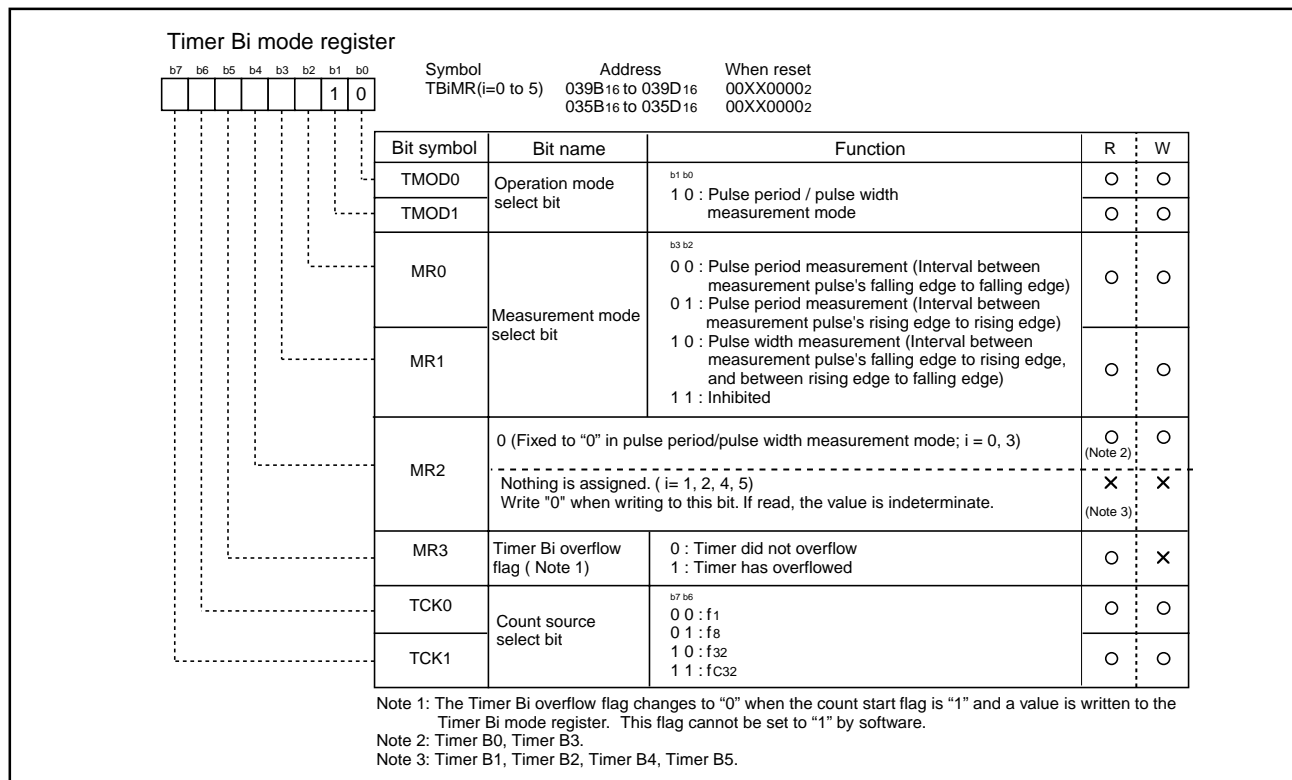 Timer Bi mode register
b7 b6 b5 b4 b3 b2 b1 b0
1 0
Symbol Address When reset
TBiMR(i=0 to 5) 039B16 to 039D16 00XX00002
035B16 to 035D16 00XX00002
Bit symbol Bit name Function R W
TMOD0
TMOD1
Operation mode
select bit
b1 b0
1 0 : Pulse period / pulse width
measurement mode
MR0
MR1
Measurement mode
select bit
b3 b2
0 0 : Pulse period measurement (Interval between
measurement pulse's falling edge to falling edge)
0 1 : Pulse period measurement (Interval between
measurement pulse's rising edge to rising edge)
1 0 : Pulse width measurement (Interval between
measurement pulse's falling edge to rising edge,
and between rising edge to falling edge)
1 1 : Inhibited
MR2
0 (Fixed to “0” in pulse period/pulse width measurement mode; i = 0, 3)
(Note 2)
Nothing is assigned. ( i= 1, 2, 4, 5)
Write "0" when writing to this bit. If read, the value is indeterminate.
(Note 3)
MR3
Timer Bi overflow
flag ( Note 1)
0 : Timer did not overflow
1 : Timer has overflowed
TCK0
TCK1
Count source
select bit
b7 b6
0 0 : f1
0 1 : f8
1 0 : f32
1 1 : fC32
Note 1: The Timer Bi overflow flag changes to “0” when the count start flag is “1” and a value is written to the
Timer Bi mode register. This flag cannot be set to “1” by software.
Note 2: Timer B0, Timer B3.
Note 3: Timer B1, Timer B2, Timer B4, Timer B5.